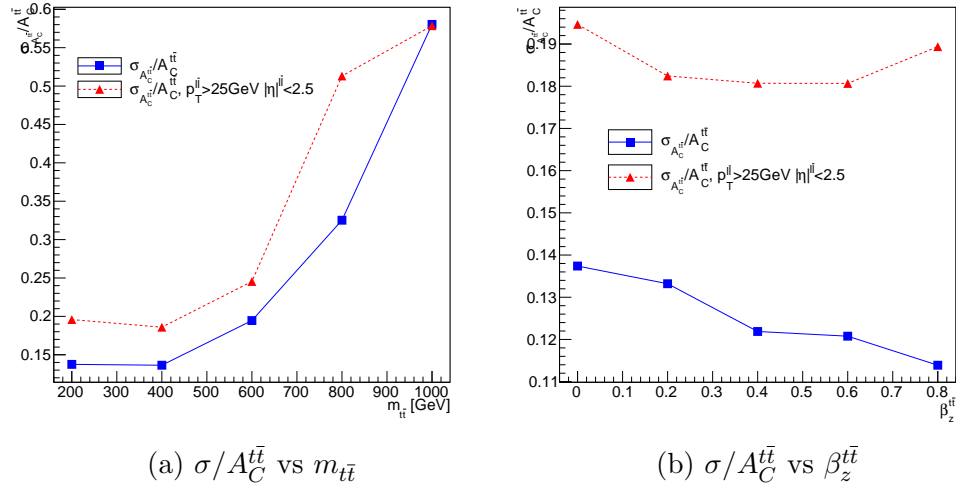 σ_{A_C^{tt̄}}/A_C^{tt̄}
0.6
0.55
0.5
0.45
0.4
0.35
0.3
0.25
0.2
0.15
σ_{A_C^{tt̄}}/A_C^{tt̄}
σ_{A_C^{tt̄}}/A_C^{tt̄}, p_T^{ll̄}>25GeV |η|^{ll̄}<2.5
200 300 400 500 600 700 800 900 1000
m_{tt̄} [GeV]
(a) σ/A_C^{tt̄} vs m_{tt̄}
σ_{A_C^{tt̄}}/A_C^{tt̄}
0.19
0.18
0.17
0.16
0.15
0.14
0.13
0.12
0.11
σ_{A_C^{tt̄}}/A_C^{tt̄}
σ_{A_C^{tt̄}}/A_C^{tt̄}, p_T^{ll̄}>25GeV |η|^{ll̄}<2.5
0 0.1 0.2 0.3 0.4 0.5 0.6 0.7 0.8
β_z^{tt̄}
(b) σ/A_C^{tt̄} vs β_z^{tt̄}